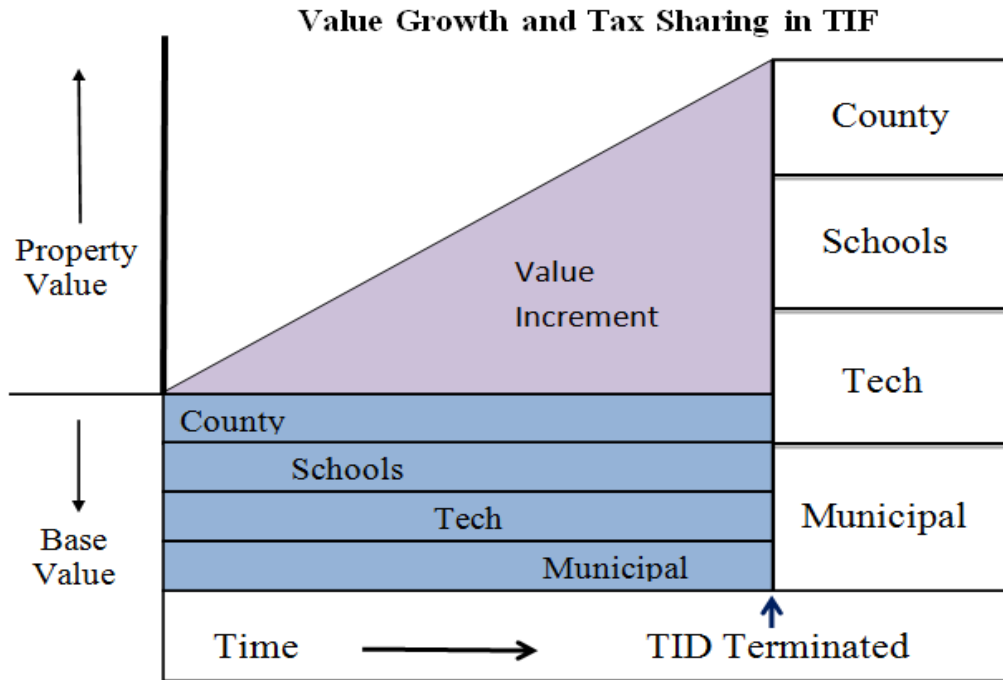 Value Growth and Tax Sharing in TIF
County
Schools
Property
Value
Value
Increment
Tech
County
Schools
Tech
Municipal
Base
Value
Municipal
Time
TID Terminated